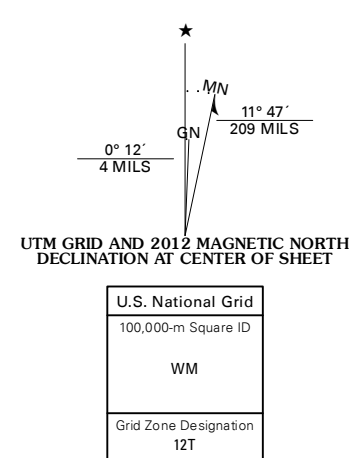 ★
MN
11° 47´
209 MILS
GN
0° 12´
4 MILS
UTM GRID AND 2012 MAGNETIC NORTH
DECLINATION AT CENTER OF SHEET
U.S. National Grid
100,000-m Square ID
WM
Grid Zone Designation
12T